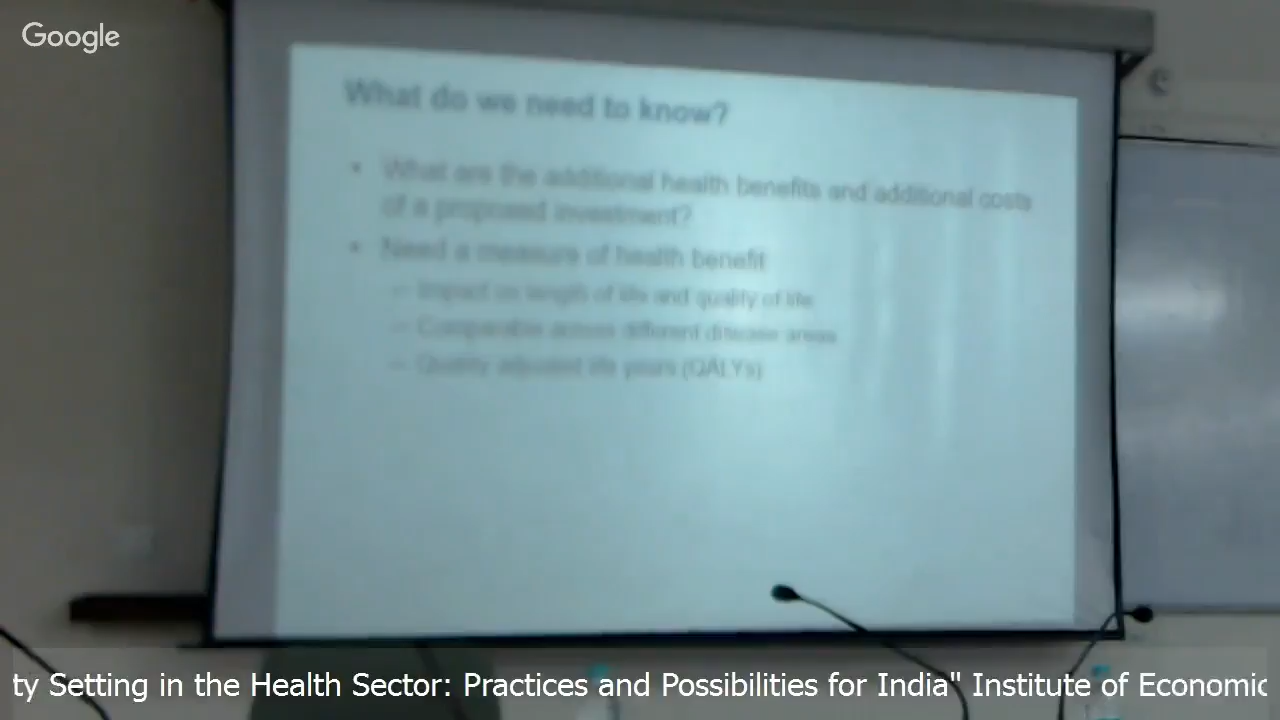 Google
What do we need to know?
• What are the additional health benefits and additional costs
of a proposed investment?
• Need a measure of health benefit
– Impact on length of life and quality of life
– Comparable across different disease areas
– Quality adjusted life years (QALYs)
ty Setting in the Health Sector: Practices and Possibilities for India" Institute of Economic